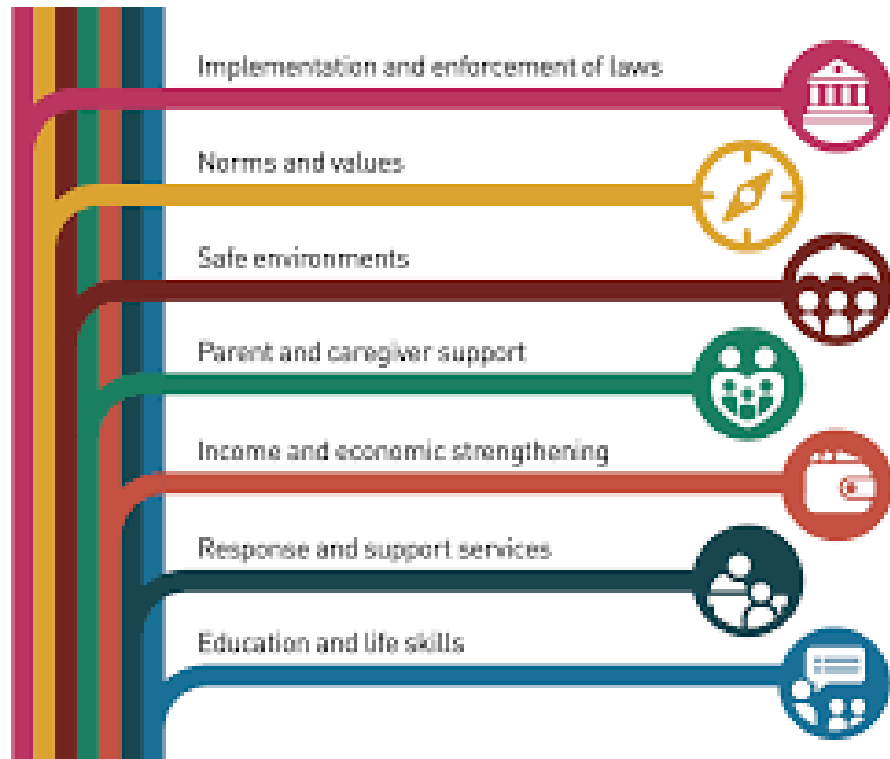 Implementation and enforcement of laws
Norms and values
Safe environments
Parent and caregiver support
Income and economic strengthening
Response and support services
Education and life skills